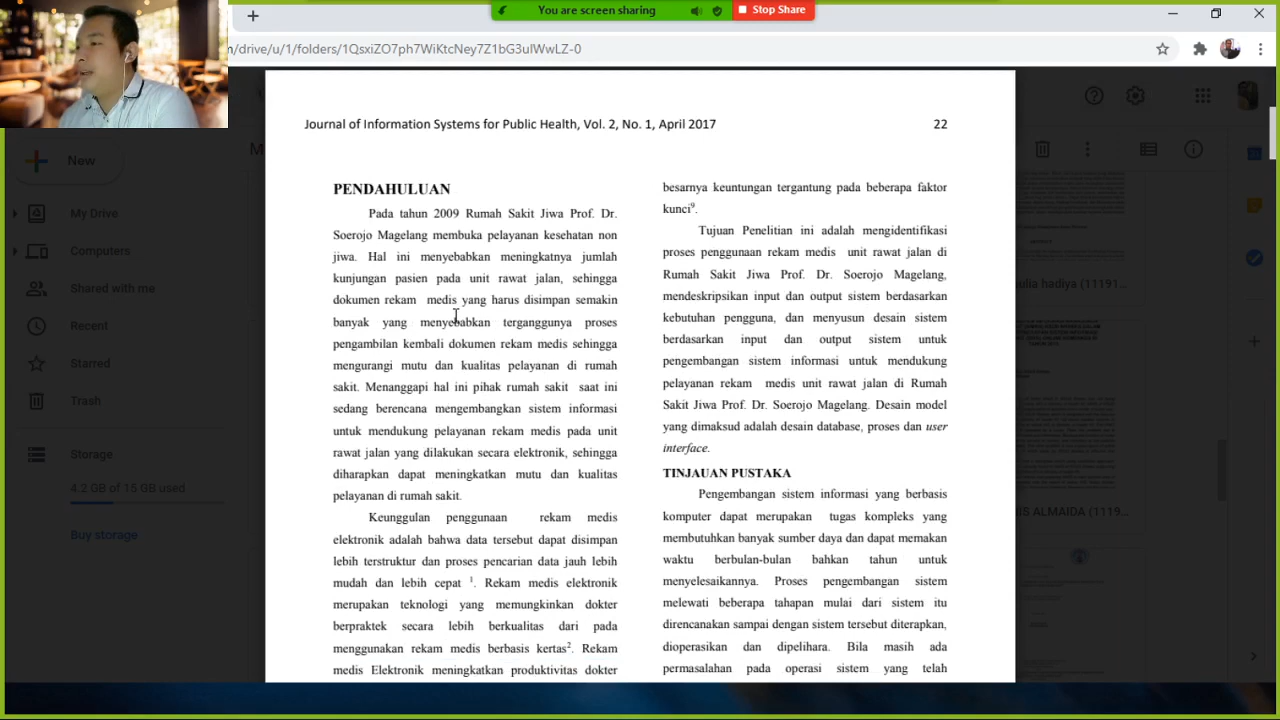 You are screen sharing
Stop Share
m/drive/u/1/folders/1QsxiZO7ph7WiKtcNey7Z1bG3ulWwLZ-0
New
My Drive
Computers
Shared with me
Recent
Starred
Trash
Storage
4.2 GB of 15 GB used
Buy storage
M
Journal of Information Systems for Public Health, Vol. 2, No. 1, April 2017 22
PENDAHULUAN
Pada tahun 2009 Rumah Sakit Jiwa Prof. Dr.
Soerojo Magelang membuka pelayanan kesehatan non
jiwa. Hal ini menyebabkan meningkatnya jumlah
kunjungan pasien pada unit rawat jalan, sehingga
dokumen rekam medis yang harus disimpan semakin
banyak yang menyebabkan terganggunya proses
pengambilan kembali dokumen rekam medis sehingga
mengurangi mutu dan kualitas pelayanan di rumah
sakit. Menanggapi hal ini pihak rumah sakit saat ini
sedang berencana mengembangkan sistem informasi
untuk mendukung pelayanan rekam medis pada unit
rawat jalan yang dilakukan secara elektronik, sehingga
diharapkan dapat meningkatkan mutu dan kualitas
pelayanan di rumah sakit.
Keunggulan penggunaan rekam medis
elektronik adalah bahwa data tersebut dapat disimpan
lebih terstruktur dan proses pencarian data jauh lebih
mudah dan lebih cepat 1. Rekam medis elektronik
merupakan teknologi yang memungkinkan dokter
berpraktek secara lebih berkualitas dari pada
menggunakan rekam medis berbasis kertas2. Rekam
medis Elektronik meningkatkan produktivitas dokter
besarnya keuntungan tergantung pada beberapa faktor
kunci9.
Tujuan Penelitian ini adalah mengidentifikasi
proses penggunaan rekam medis unit rawat jalan di
Rumah Sakit Jiwa Prof. Dr. Soerojo Magelang,
mendeskripsikan input dan output sistem berdasarkan
kebutuhan pengguna, dan menyusun desain sistem
berdasarkan input dan output sistem untuk
pengembangan sistem informasi untuk mendukung
pelayanan rekam medis unit rawat jalan di Rumah
Sakit Jiwa Prof. Dr. Soerojo Magelang. Desain model
yang dimaksud adalah desain database, proses dan user
interface.
TINJAUAN PUSTAKA
Pengembangan sistem informasi yang berbasis
komputer dapat merupakan tugas kompleks yang
membutuhkan banyak sumber daya dan dapat memakan
waktu berbulan-bulan bahkan tahun untuk
menyelesaikannya. Proses pengembangan sistem
melewati beberapa tahapan mulai dari sistem itu
direncanakan sampai dengan sistem tersebut diterapkan,
dioperasikan dan dipelihara. Bila masih ada
permasalahan pada operasi sistem yang telah
ulia hadiya (11191...
IS ALMAIDA (1119...